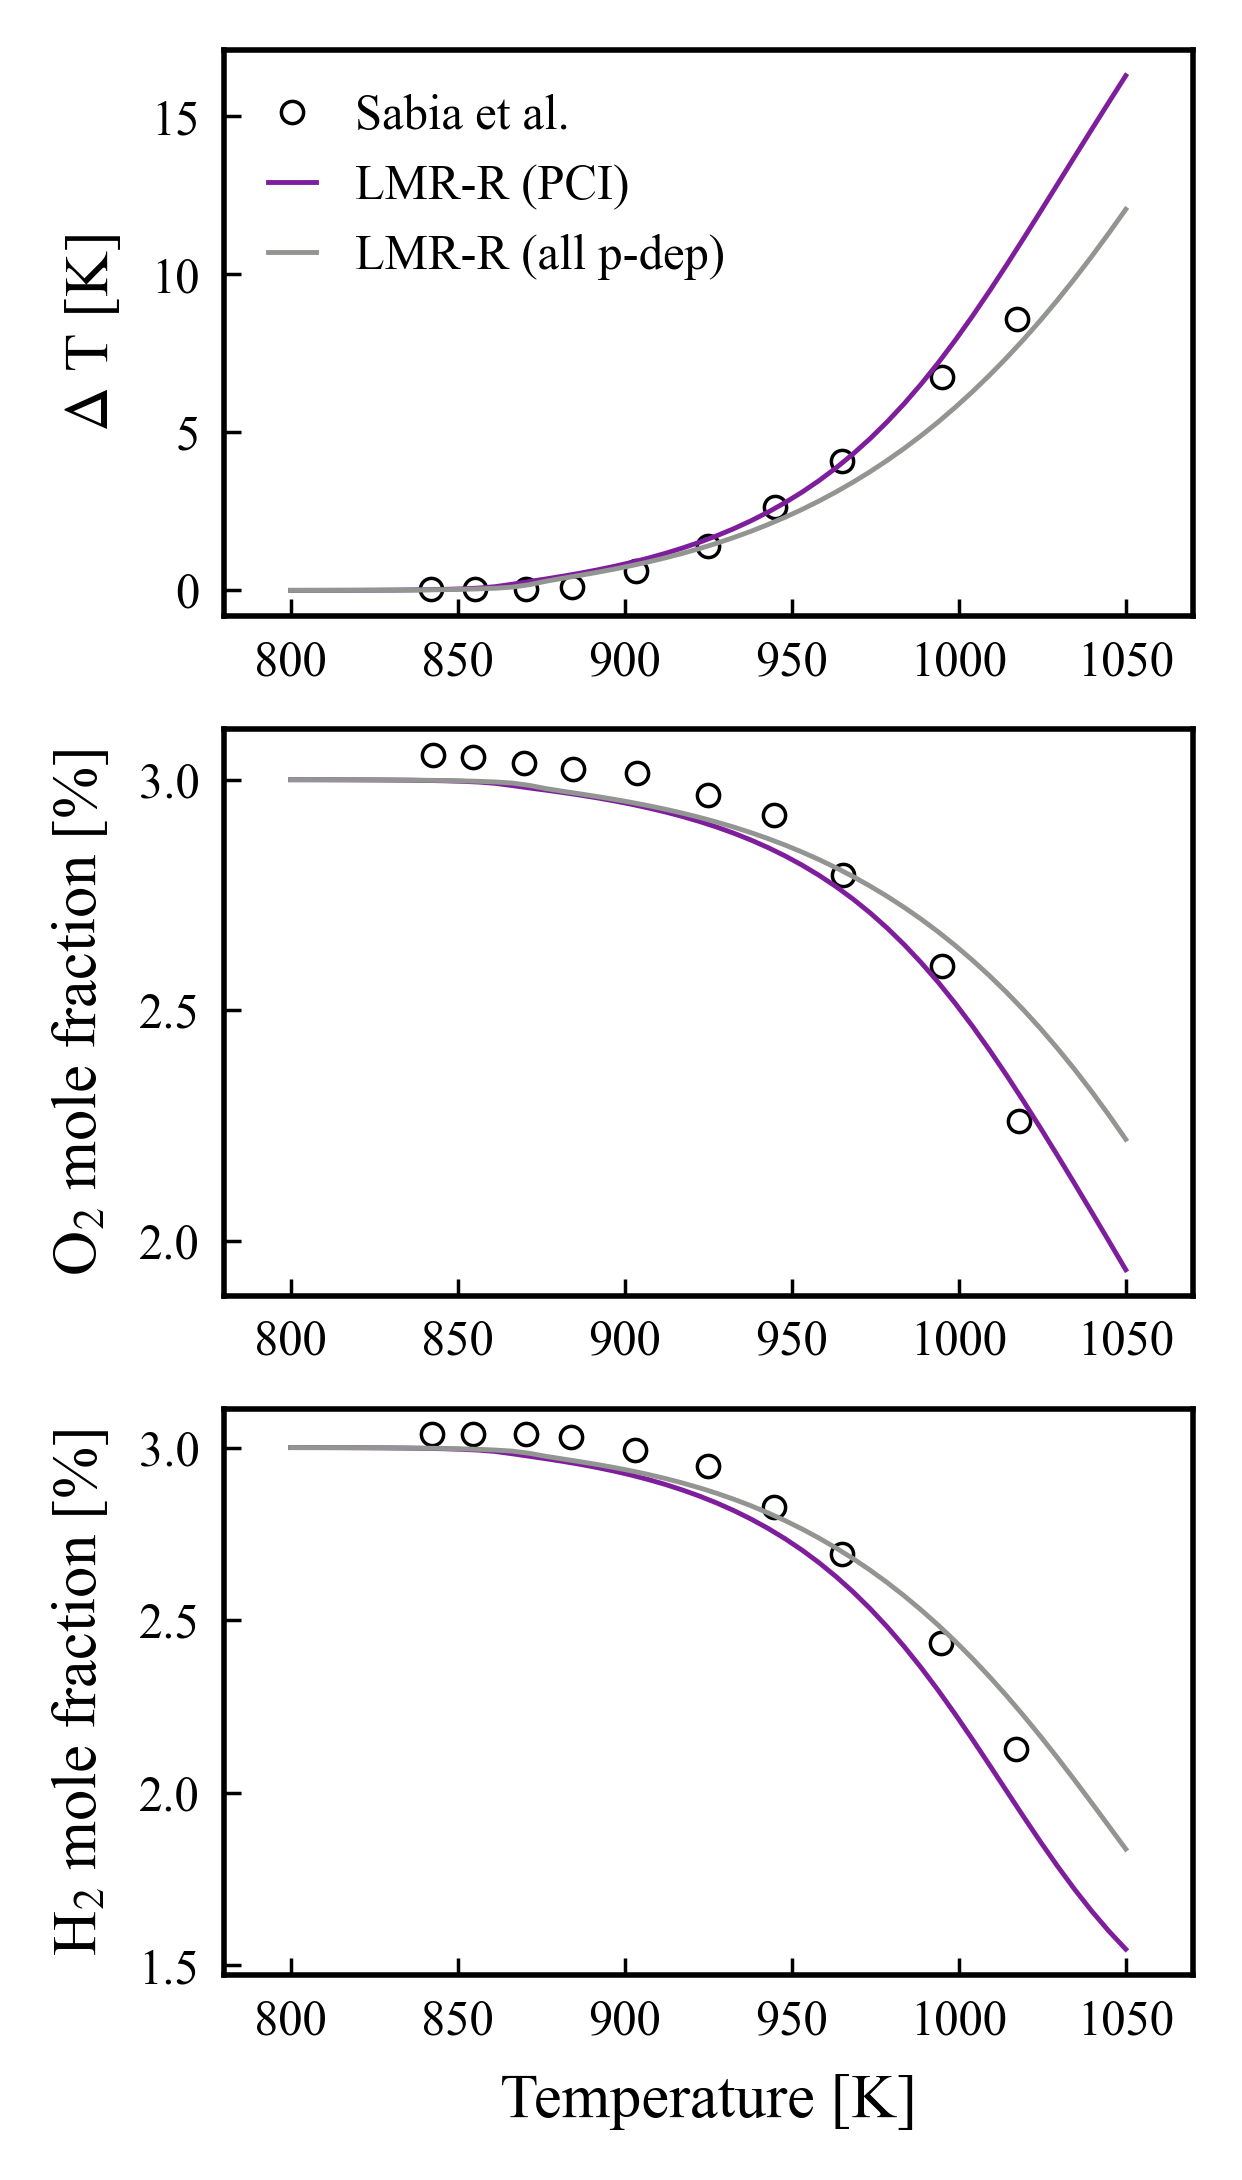 Δ T [K]
15
10
5
0
Sabia et al.
LMR-R (PCI)
LMR-R (all p-dep)
800 850 900 950 1000 1050
O₂ mole fraction [%]
3.0
2.5
2.0
800 850 900 950 1000 1050
H₂ mole fraction [%]
3.0
2.5
2.0
1.5
800 850 900 950 1000 1050
Temperature [K]